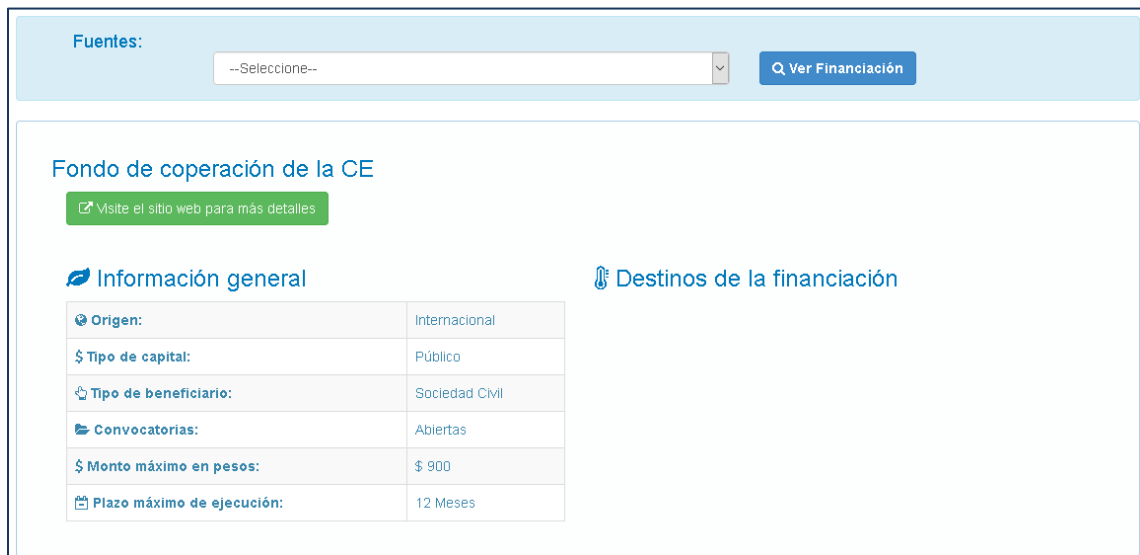 Fuentes:
--Seleccione--
Ver Financiación
Fondo de coperación de la CE
Visite el sitio web para más detalles
Información general
Destinos de la financiación
Origen: Internacional
Tipo de capital: Público
Tipo de beneficiario: Sociedad Civil
Convocatorias: Abiertas
$ Monto máximo en pesos: $ 900
Plazo máximo de ejecución: 12 Meses